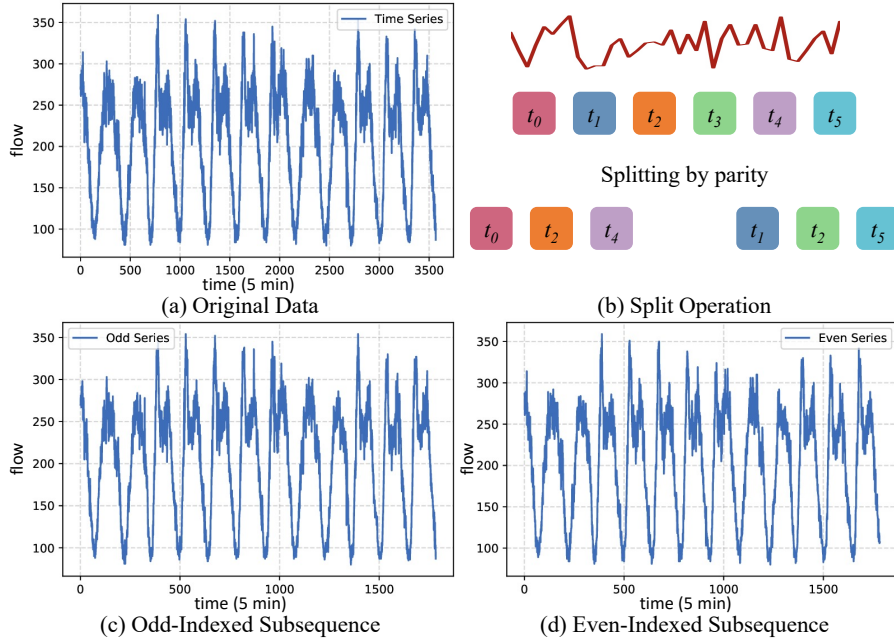 350
300
250
200
150
100
flow
Time Series
0 500 1000 1500 2000 2500 3000 3500
time (5 min)
(a) Original Data
t0 t1 t2 t3 t4 t5
Splitting by parity
t0 t2 t4 t1 t2 t5
(b) Split Operation
350
300
250
200
150
100
flow
Odd Series
0 500 1000 1500
time (5 min)
(c) Odd-Indexed Subsequence
350
300
250
200
150
100
flow
Even Series
0 500 1000 1500
time (5 min)
(d) Even-Indexed Subsequence